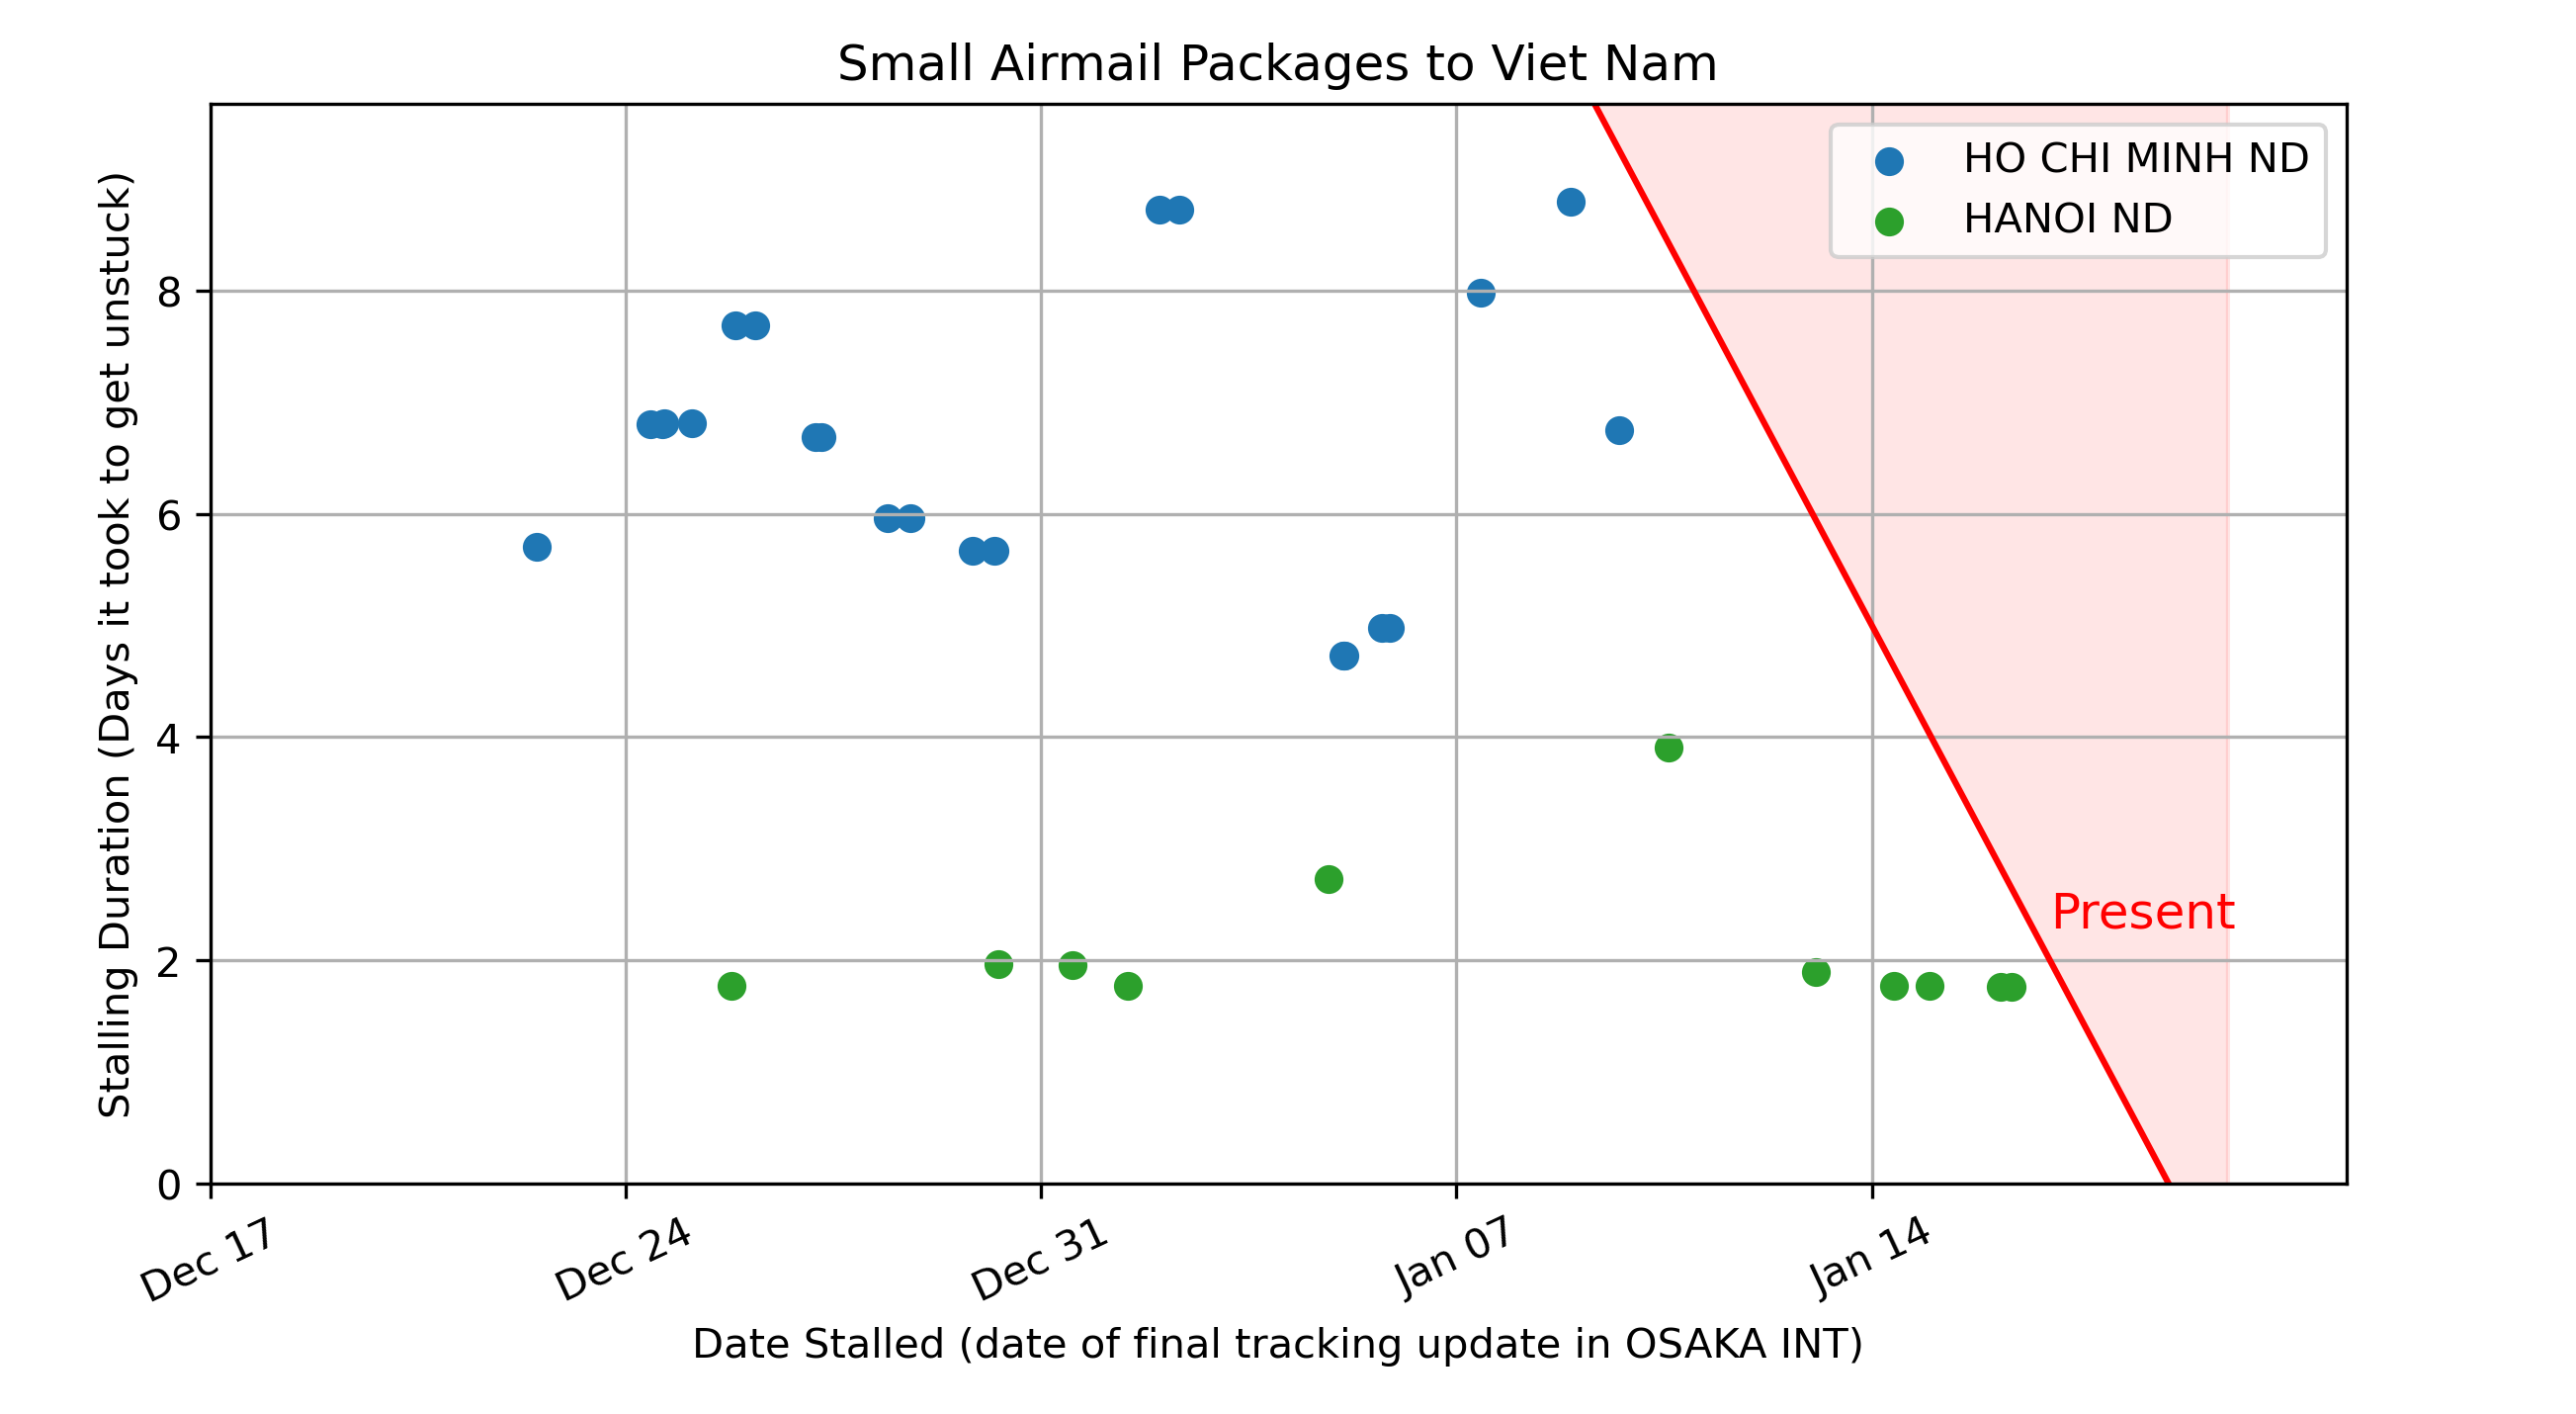 Small Airmail Packages to Viet Nam
HO CHI MINH ND
HANOI ND
Stalling Duration (Days it took to get unstuck)
8
6
4
2
0
Present
Dec 17
Dec 24
Dec 31
Jan 07
Jan 14
Date Stalled (date of final tracking update in OSAKA INT)